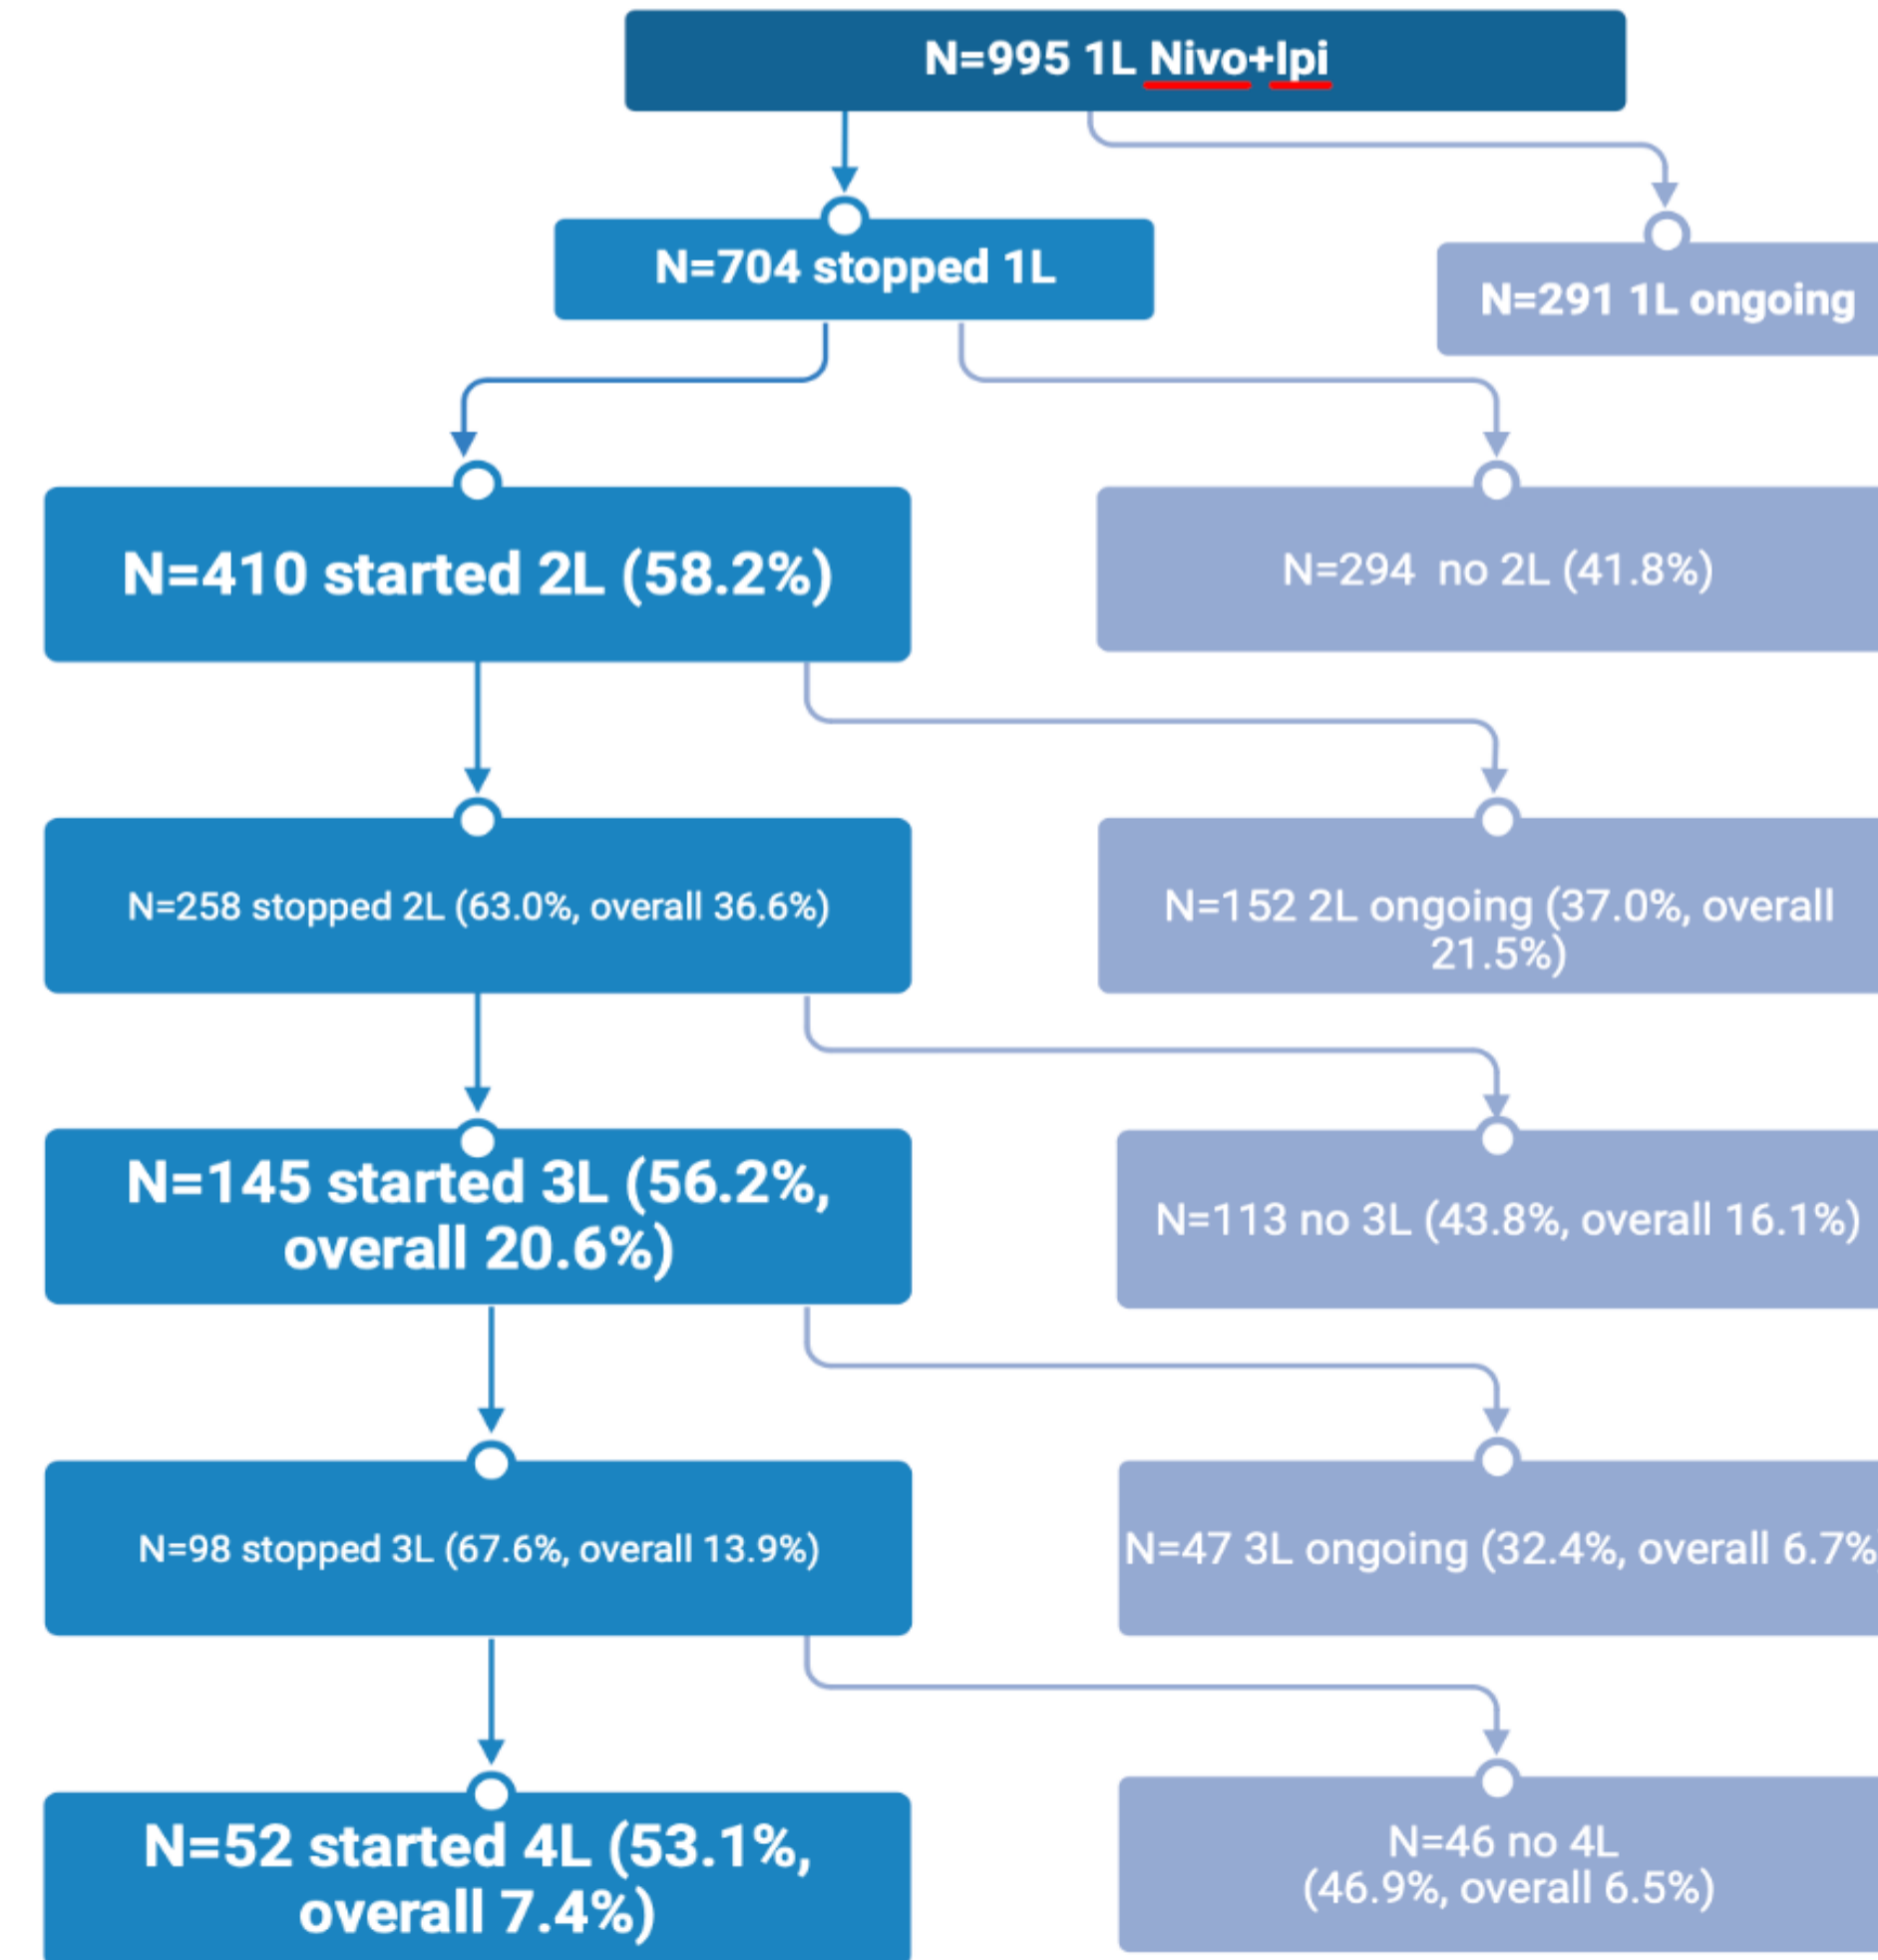 N=995 1L Nivo+Ipi
N=704 stopped 1L
N=291 1L ongoing
N=410 started 2L (58.2%)
N=294  no 2L (41.8%)
N=258 stopped 2L (63.0%, overall 36.6%)
N=152 2L ongoing (37.0%, overall
21.5%)
N=145 started 3L (56.2%,
overall 20.6%)
N=113 no 3L (43.8%, overall 16.1%)
N=98 stopped 3L (67.6%, overall 13.9%)
N=47 3L ongoing (32.4%, overall 6.7%)
N=52 started 4L (53.1%,
overall 7.4%)
N=46 no 4L
(46.9%, overall 6.5%)